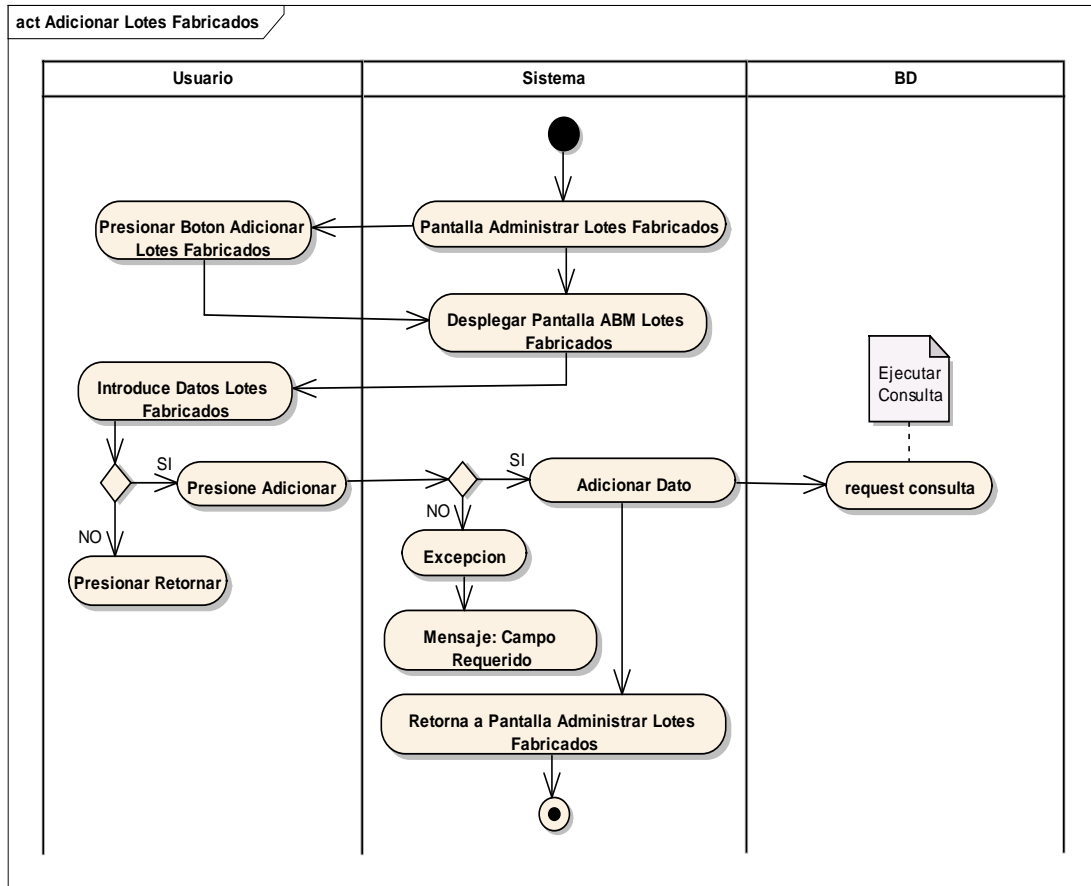 act Adicionar Lotes Fabricados
Usuario
Sistema
BD
Presionar Boton Adicionar
Lotes Fabricados
Pantalla Administrar Lotes Fabricados
Desplegar Pantalla ABM Lotes
Fabricados
Introduce Datos Lotes
Fabricados
Ejecutar
Consulta
SI
Presione Adicionar
SI
Adicionar Dato
request consulta
NO
Presionar Retornar
NO
Excepcion
Mensaje: Campo
Requerido
Retorna a Pantalla Administrar Lotes
Fabricados